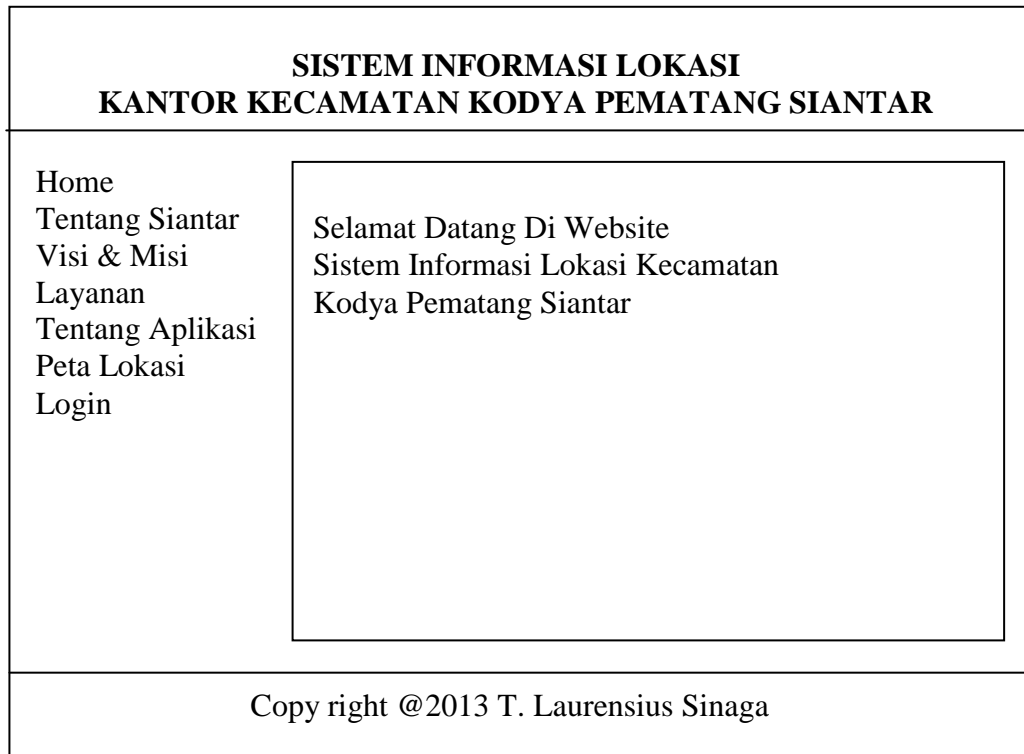 SISTEM INFORMASI LOKASI
KANTOR KECAMATAN KODYA PEMATANG SIANTAR
Home
Tentang Siantar
Visi & Misi
Layanan
Tentang Aplikasi
Peta Lokasi
Login
Selamat Datang Di Website
Sistem Informasi Lokasi Kecamatan
Kodya Pematang Siantar
Copy right @2013 T. Laurensius Sinaga